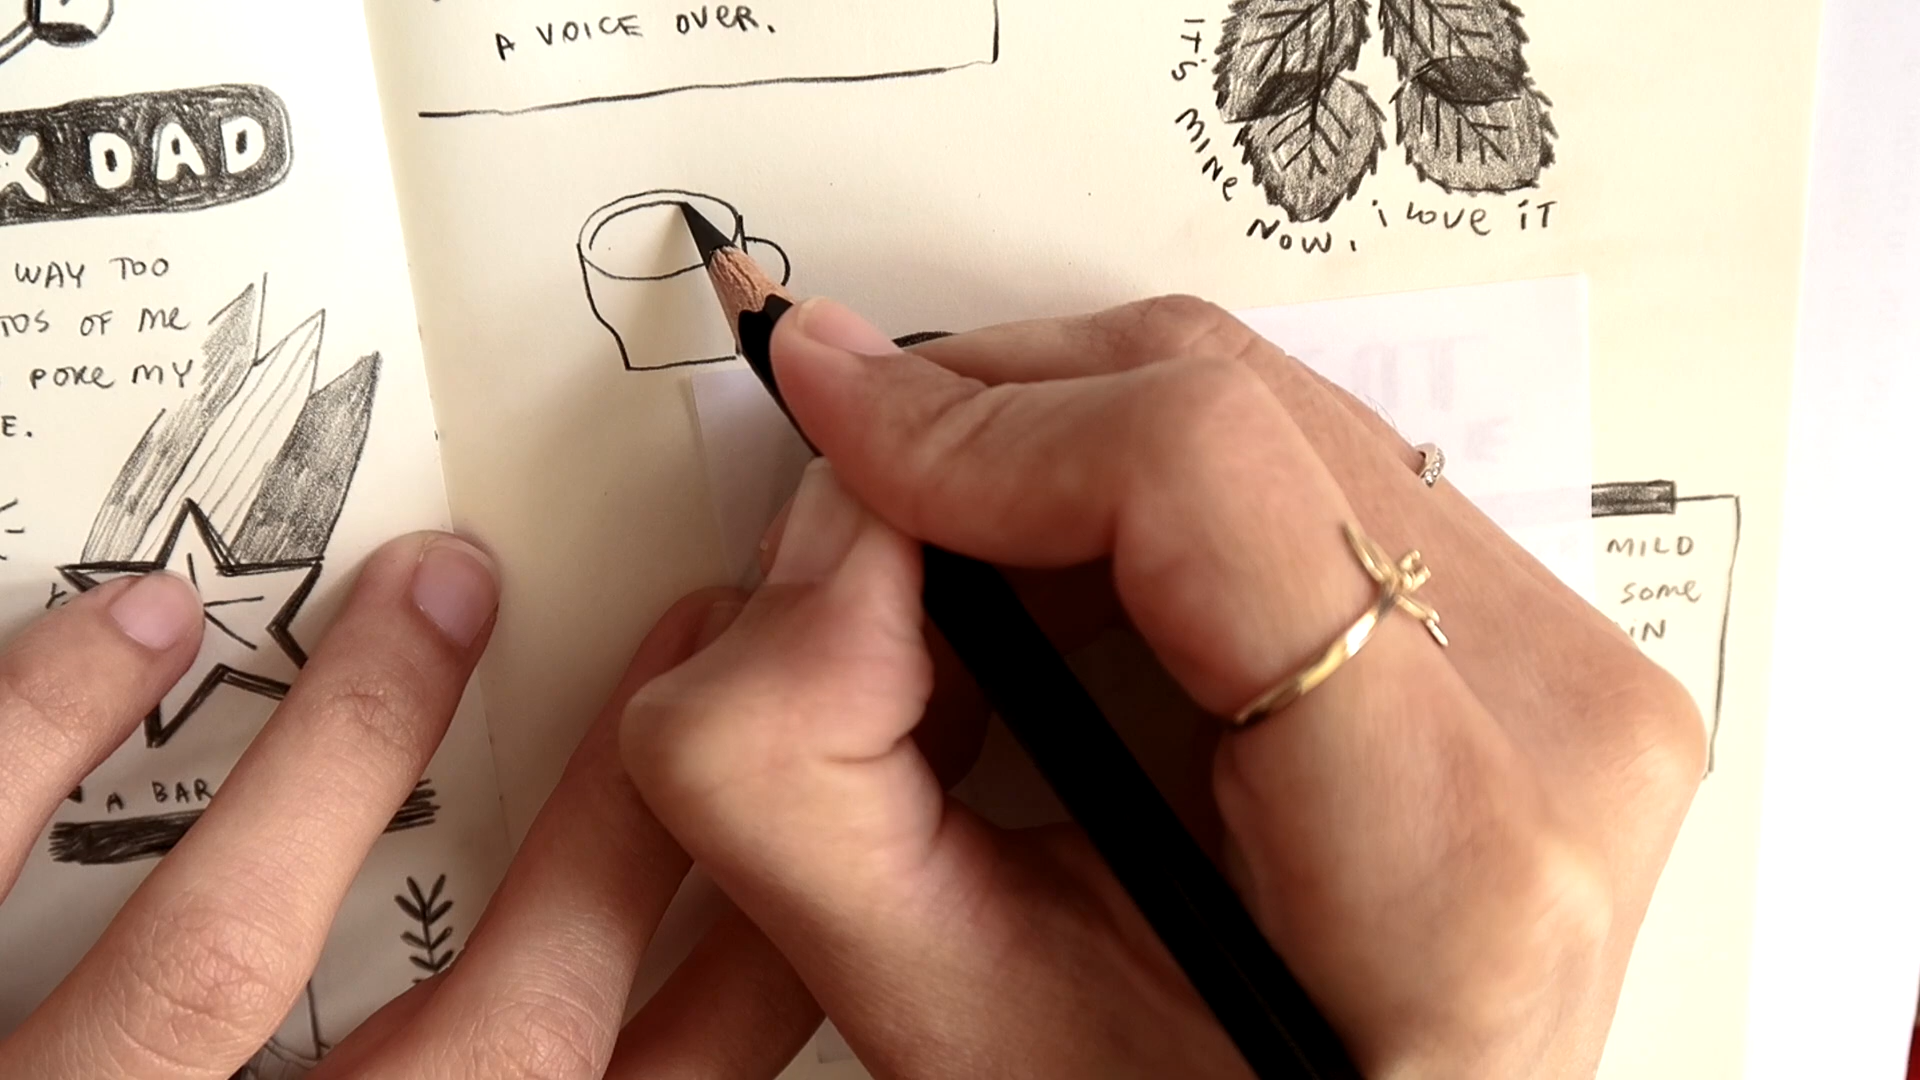 A VOICE OVER.
K DAD
WAY TOO
TOS OF ME
POKE MY
E.
A BAR
IT'S MINE NOW, i LOVE iT
MILD
SOME
iN